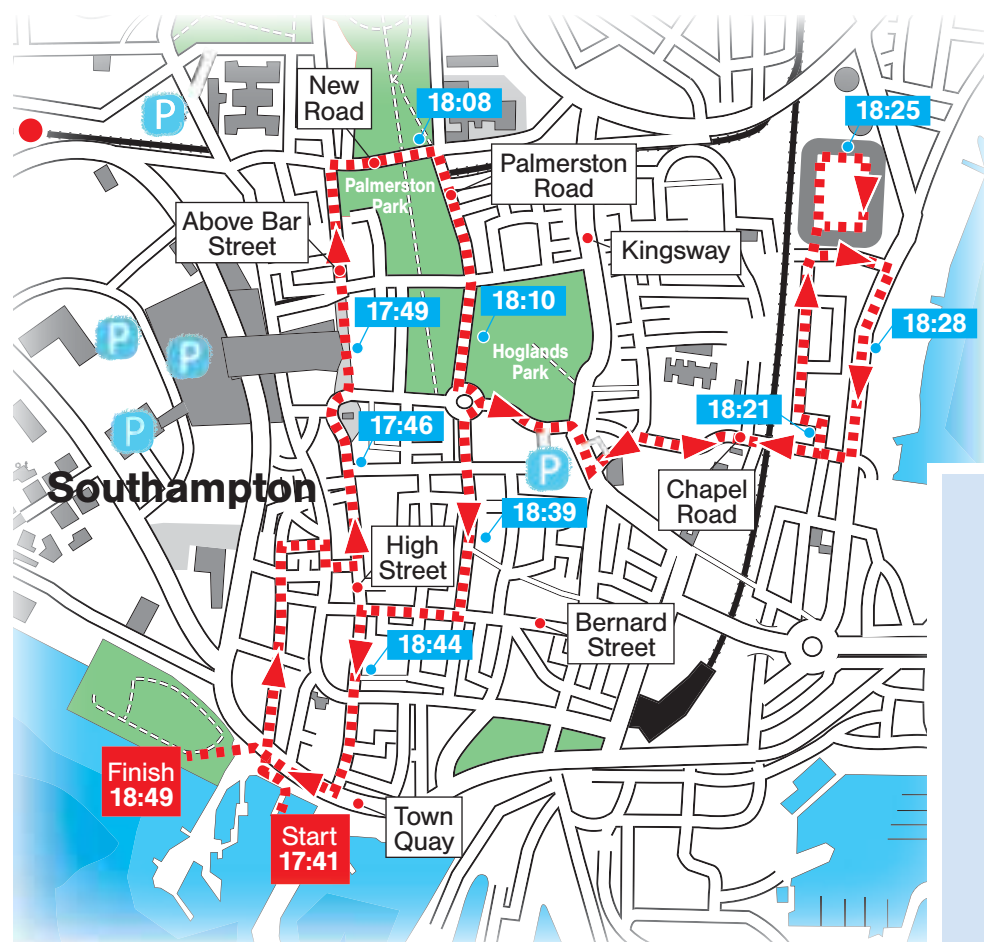 New
Road
18:08
18:25
P
Palmerston
Road
Palmerston
Park
Above Bar
Street
Kingsway
17:49
18:10
18:28
P
P
Hoglands
Park
18:21
17:46
P
P
Southampton
Chapel
Road
18:39
High
Street
Bernard
Street
18:44
Finish
18:49
Town
Quay
Start
17:41